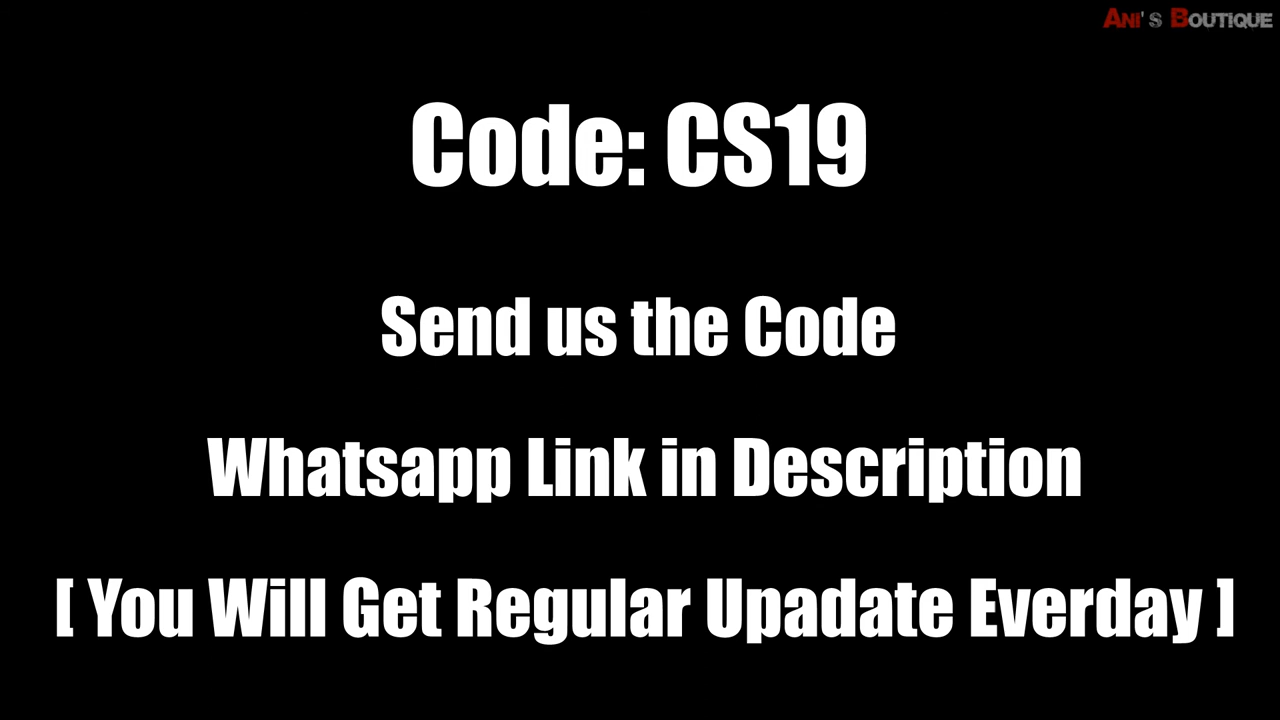 Ani's Boutique
Code: CS19
Send us the Code
Whatsapp Link in Description
[ You Will Get Regular Upadate Everday ]